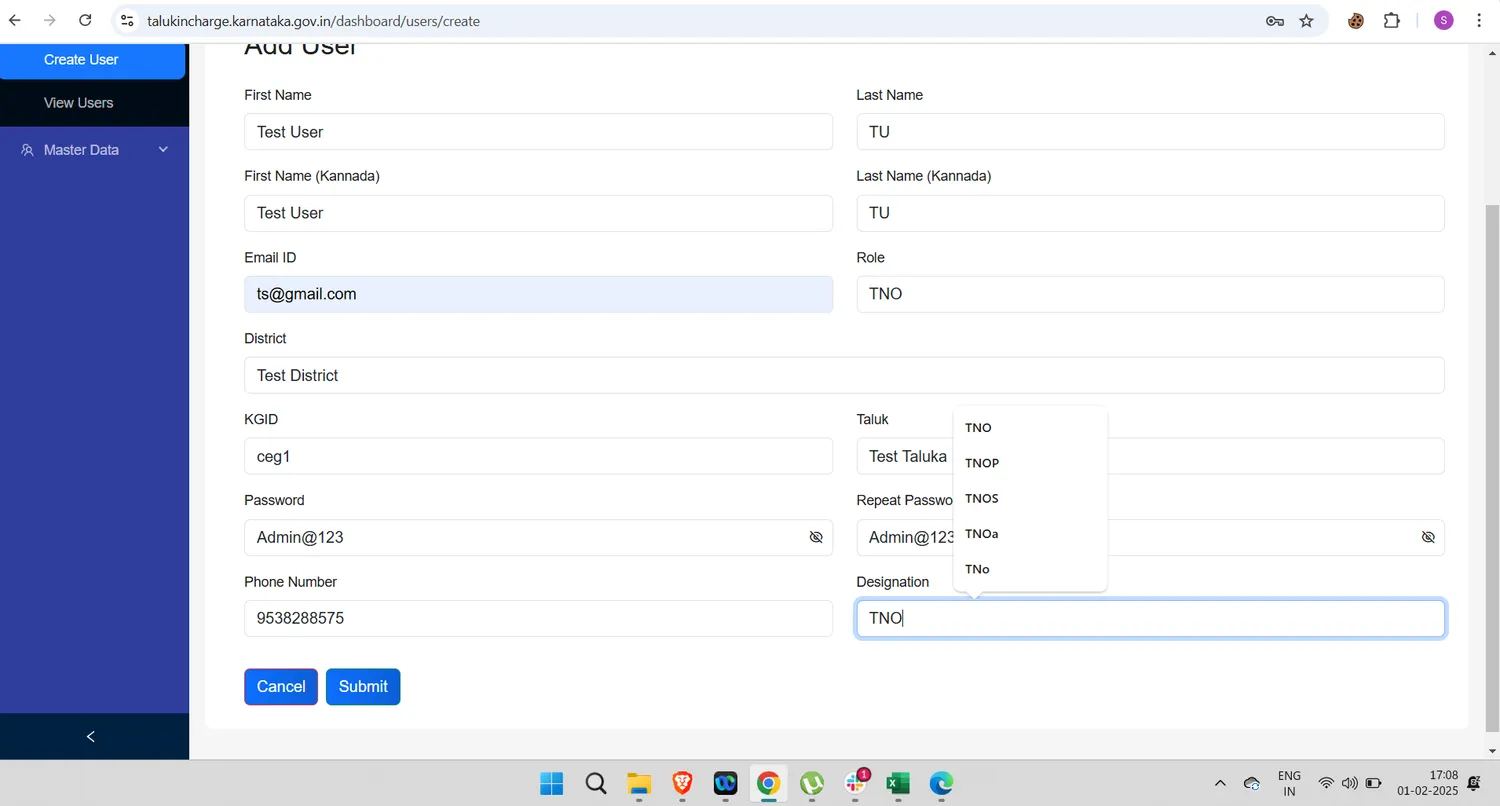 talukincharge.karnataka.gov.in/dashboard/users/create
S
Create User
View Users
Master Data
Add User
First Name
Last Name
Test User
TU
First Name (Kannada)
Last Name (Kannada)
Test User
TU
Email ID
Role
ts@gmail.com
TNO
District
Test District
KGID
Taluk
ceg1
Test Taluka
Password
Repeat Passwo
Admin@123
Admin@123
Phone Number
Designation
9538288575
TNO
TNO
TNOP
TNOS
TNOa
TNo
Cancel
Submit
1
ENG
IN
17:08
01-02-2025